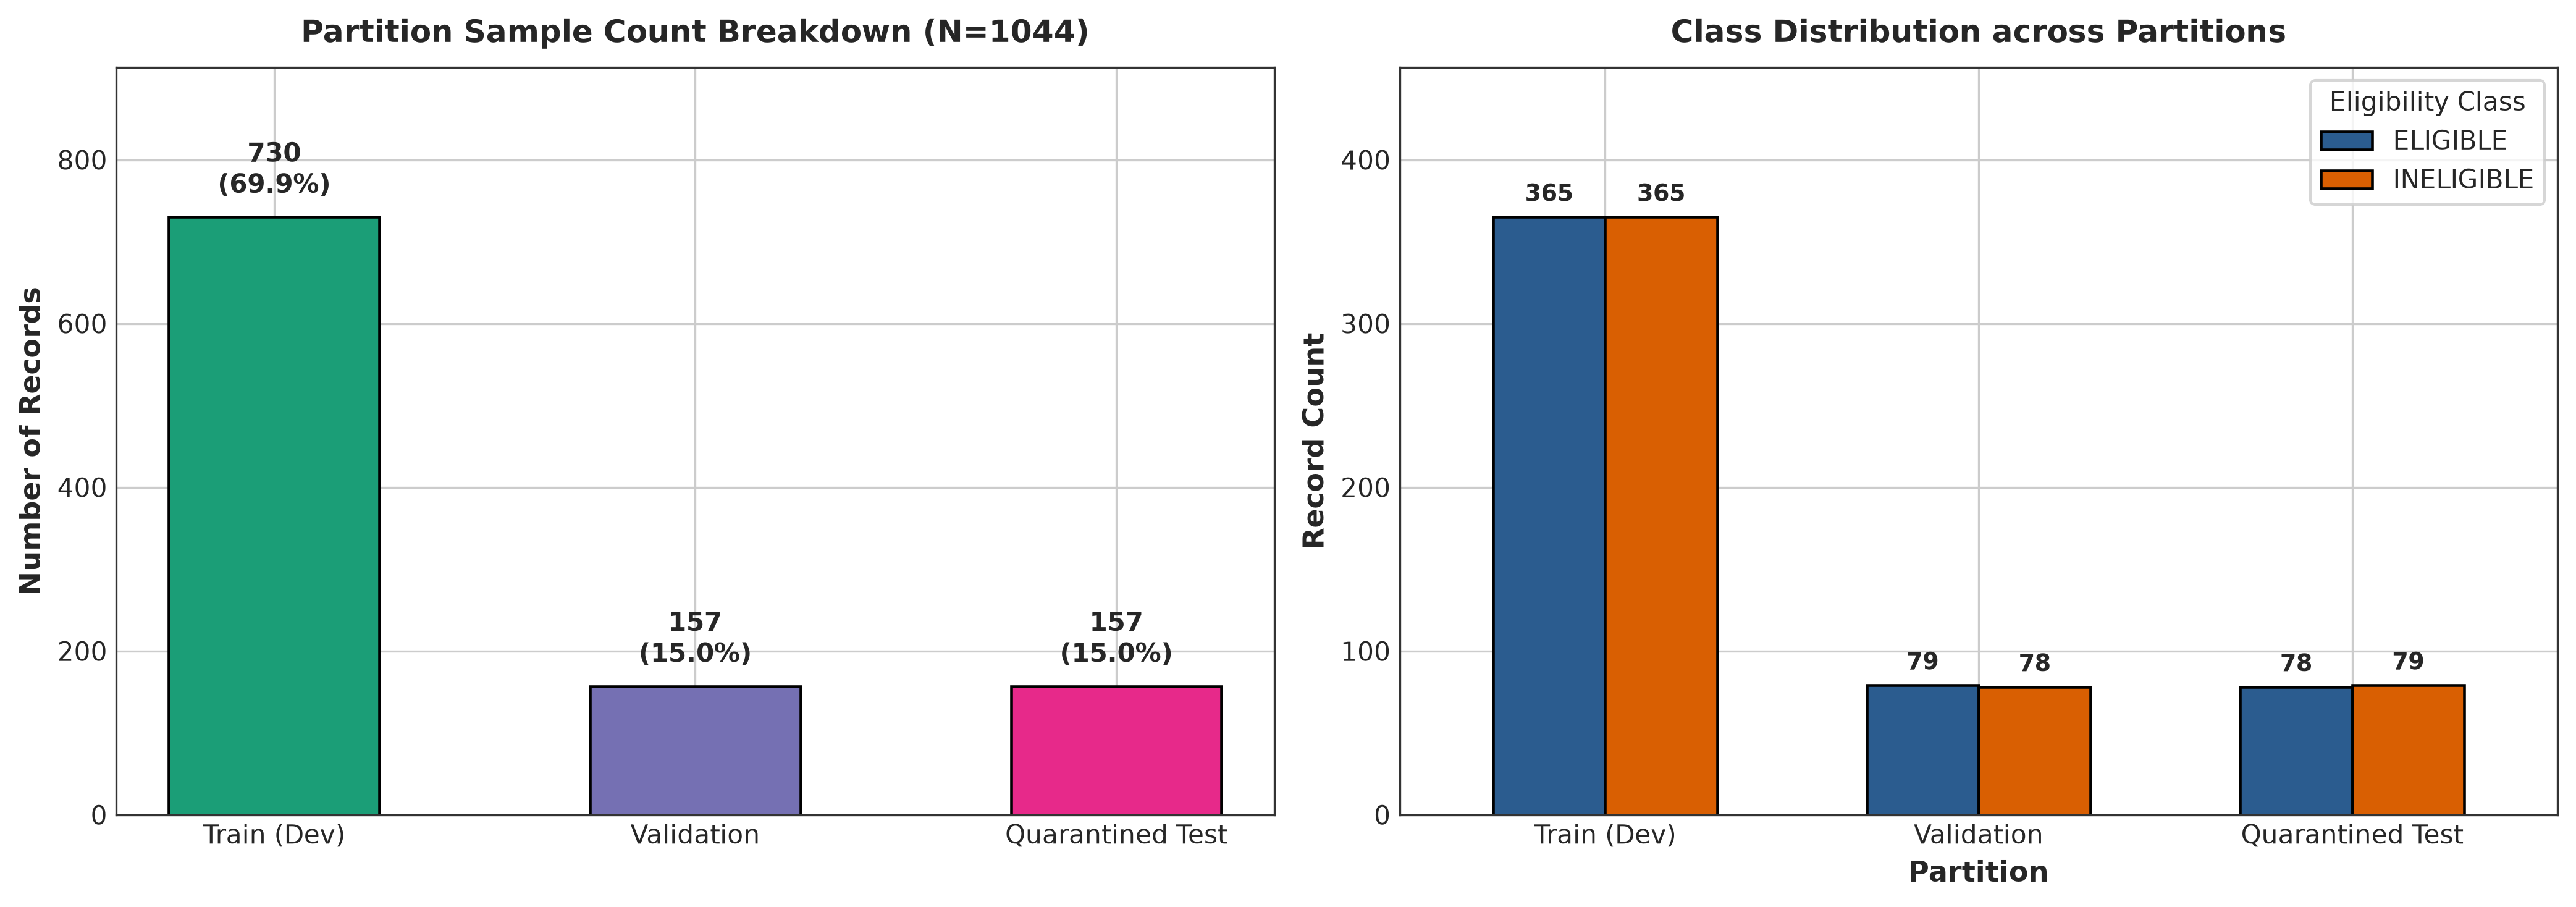 Partition Sample Count Breakdown (N=1044)
Number of Records
800
600
400
200
0
730
(69.9%)
157
(15.0%)
157
(15.0%)
Train (Dev)
Validation
Quarantined Test
Class Distribution across Partitions
Record Count
400
300
200
100
0
Eligibility Class
ELIGIBLE
INELIGIBLE
365
365
79
78
78
79
Train (Dev)
Validation
Quarantined Test
Partition